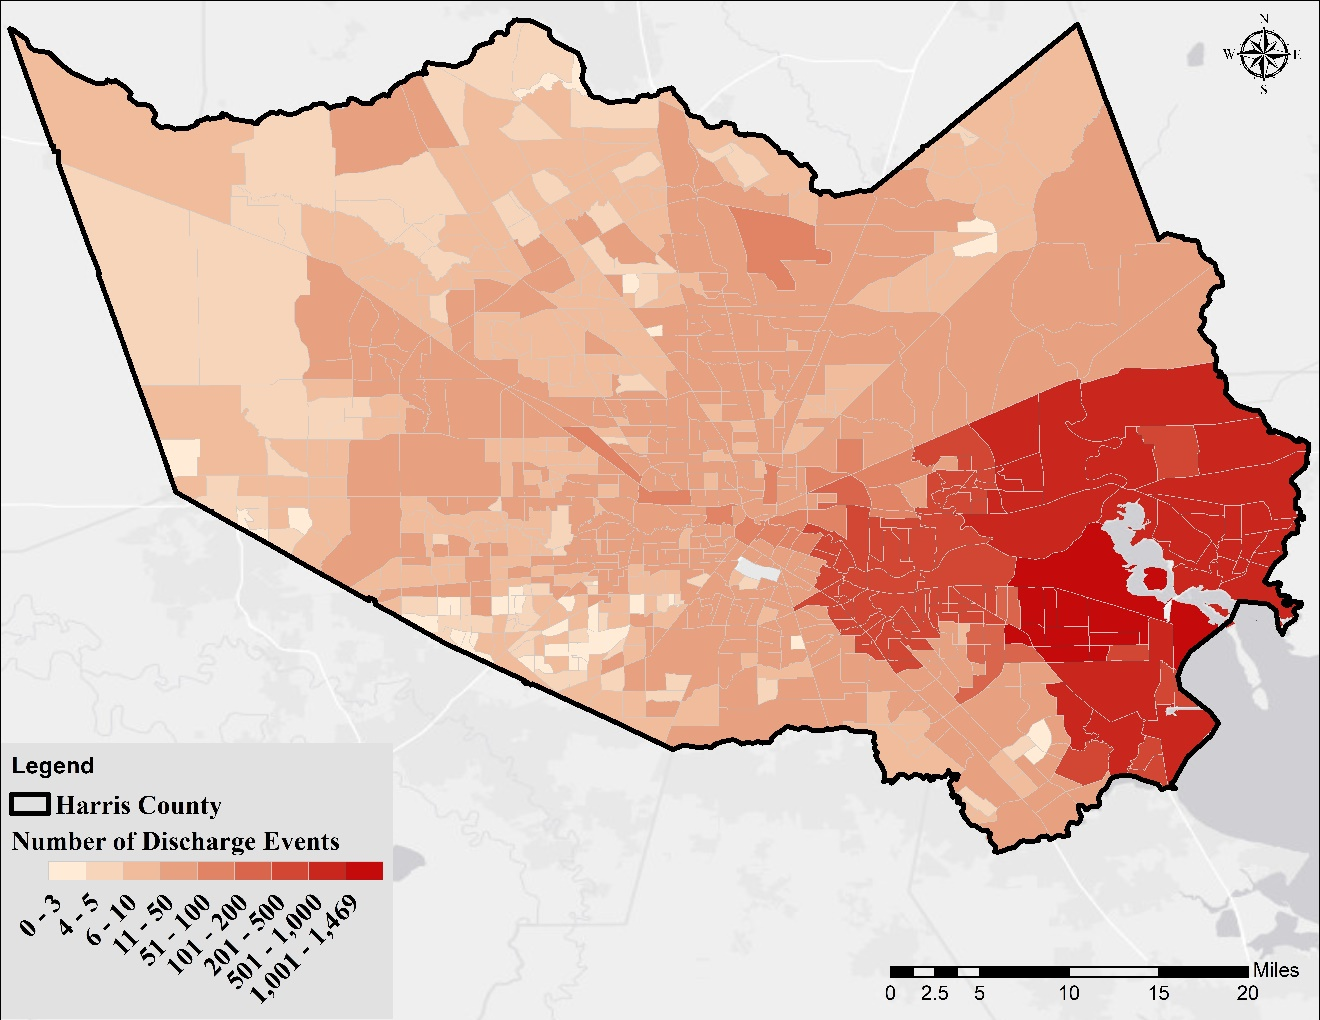 N
W E
S
Legend
Harris County
Number of Discharge Events
0 - 3
4 - 5
6 - 10
11 - 50
51 - 100
101 - 200
201 - 500
501 - 1,000
1,001 - 1,469
Miles
0 2.5 5 10 15 20